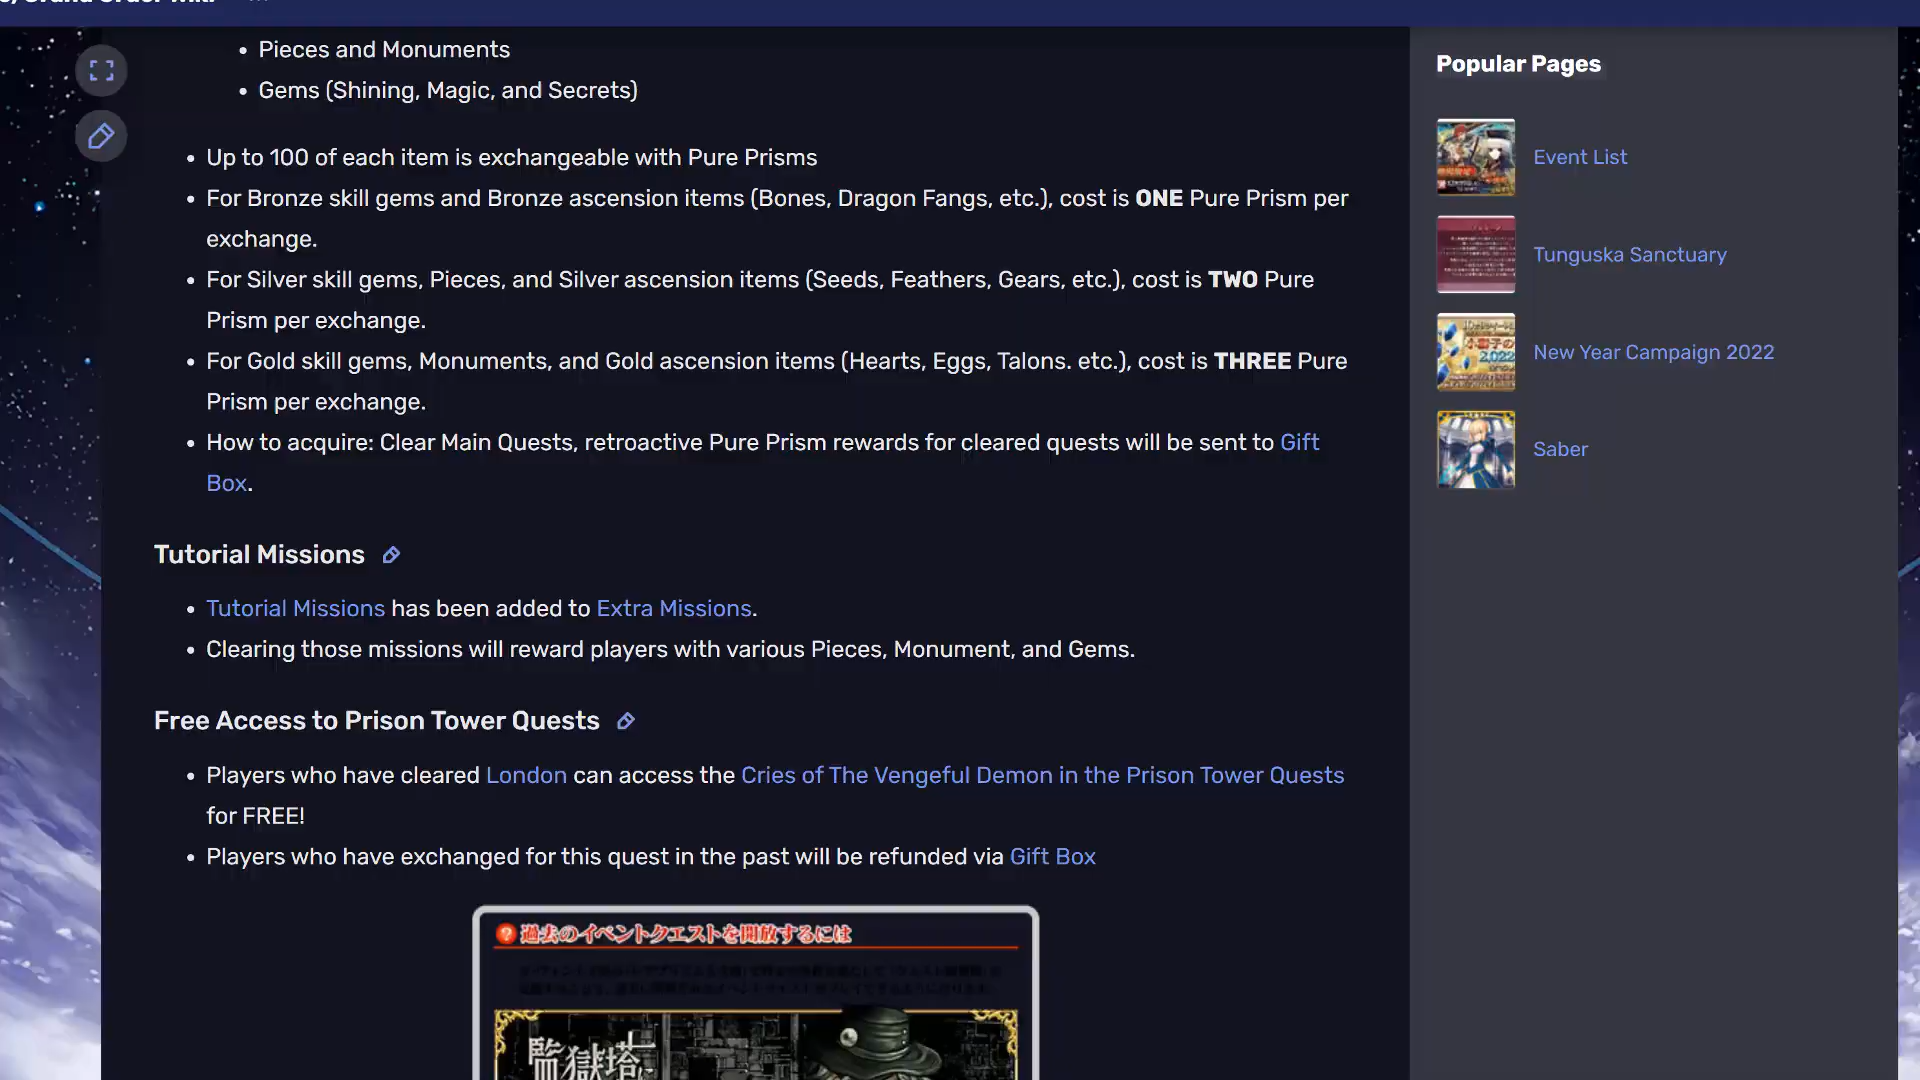 Pieces and Monuments
Gems (Shining, Magic, and Secrets)
Up to 100 of each item is exchangeable with Pure Prisms
For Bronze skill gems and Bronze ascension items (Bones, Dragon Fangs, etc.), cost is ONE Pure Prism per
exchange.
For Silver skill gems, Pieces, and Silver ascension items (Seeds, Feathers, Gears, etc.), cost is TWO Pure
Prism per exchange.
For Gold skill gems, Monuments, and Gold ascension items (Hearts, Eggs, Talons. etc.), cost is THREE Pure
Prism per exchange.
How to acquire: Clear Main Quests, retroactive Pure Prism rewards for cleared quests will be sent to Gift
Box.
Tutorial Missions
Tutorial Missions has been added to Extra Missions.
Clearing those missions will reward players with various Pieces, Monument, and Gems.
Free Access to Prison Tower Quests
Players who have cleared London can access the Cries of The Vengeful Demon in the Prison Tower Quests
for FREE!
Players who have exchanged for this quest in the past will be refunded via Gift Box
過去のイベントクエストを開放するには
監獄塔に
Popular Pages
Event List
Tunguska Sanctuary
New Year Campaign 2022
Saber